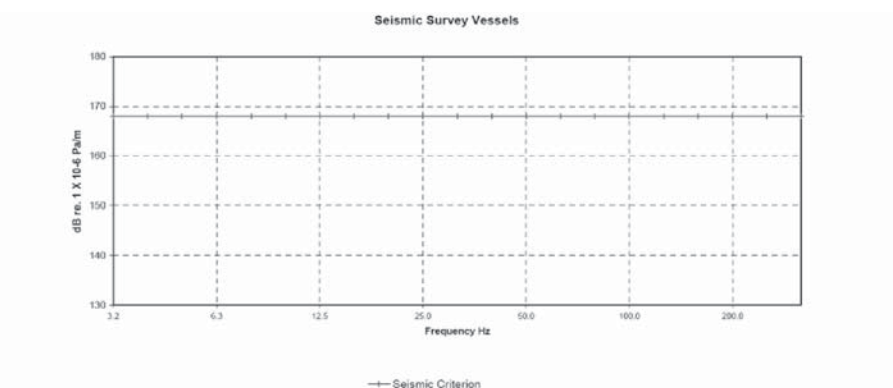 Seismic Survey Vessels
180
170
160
150
140
130
dB re. 1 X 10-6 Pa/m
3.2 6.3 12.5 25.0 50.0 100.0 200.0
Frequency Hz
Seismic Criterion